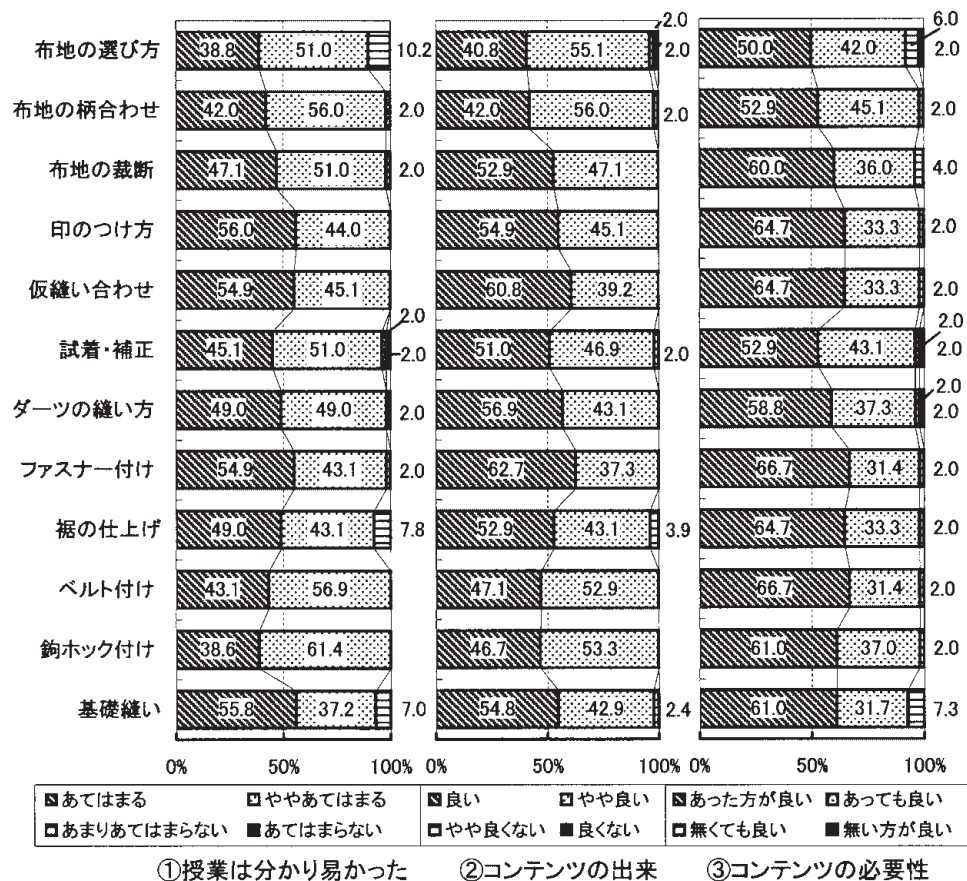 2.0 6.0
布地の選び方 38.8 51.0 10.2 40.8 55.1 2.0 50.0 42.0 2.0
布地の柄合わせ 42.0 56.0 2.0 42.0 56.0 2.0 52.9 45.1 2.0
布地の裁断 47.1 51.0 2.0 52.9 47.1 60.0 36.0 4.0
印のつけ方 56.0 44.0 54.9 45.1 64.7 33.3 2.0
仮縫い合わせ 54.9 45.1 60.8 39.2 64.7 33.3 2.0
2.0 2.0
試着・補正 45.1 51.0 2.0 51.0 46.9 2.0 52.9 43.1 2.0
2.0
ダーツの縫い方 49.0 49.0 2.0 56.9 43.1 58.8 37.3 2.0
ファスナー付け 54.9 43.1 2.0 62.7 37.3 66.7 31.4 2.0
裾の仕上げ 49.0 43.1 7.8 52.9 43.1 3.9 64.7 33.3 2.0
ベルト付け 43.1 56.9 47.1 52.9 66.7 31.4 2.0
鉤ホック付け 38.6 61.4 46.7 53.3 61.0 37.0 2.0
基礎縫い 55.8 37.2 7.0 54.8 42.9 2.4 61.0 31.7 7.3
0% 50% 100% 0% 50% 100% 0% 50% 100%
あてはまる ややあてはまる 良い やや良い あった方が良い あっても良い
あまりあてはまらない あてはまらない やや良くない 良くない 無くても良い 無い方が良い
①授業は分かり易かった ②コンテンツの出来 ③コンテンツの必要性